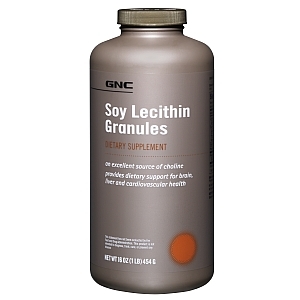 GNC
Soy Lecithin
Granules
DIETARY SUPPLEMENT
an excellent source of choline
provides dietary support for brain,
liver and cardiovascular health
NET WT 16 OZ (1 LB) 454 G